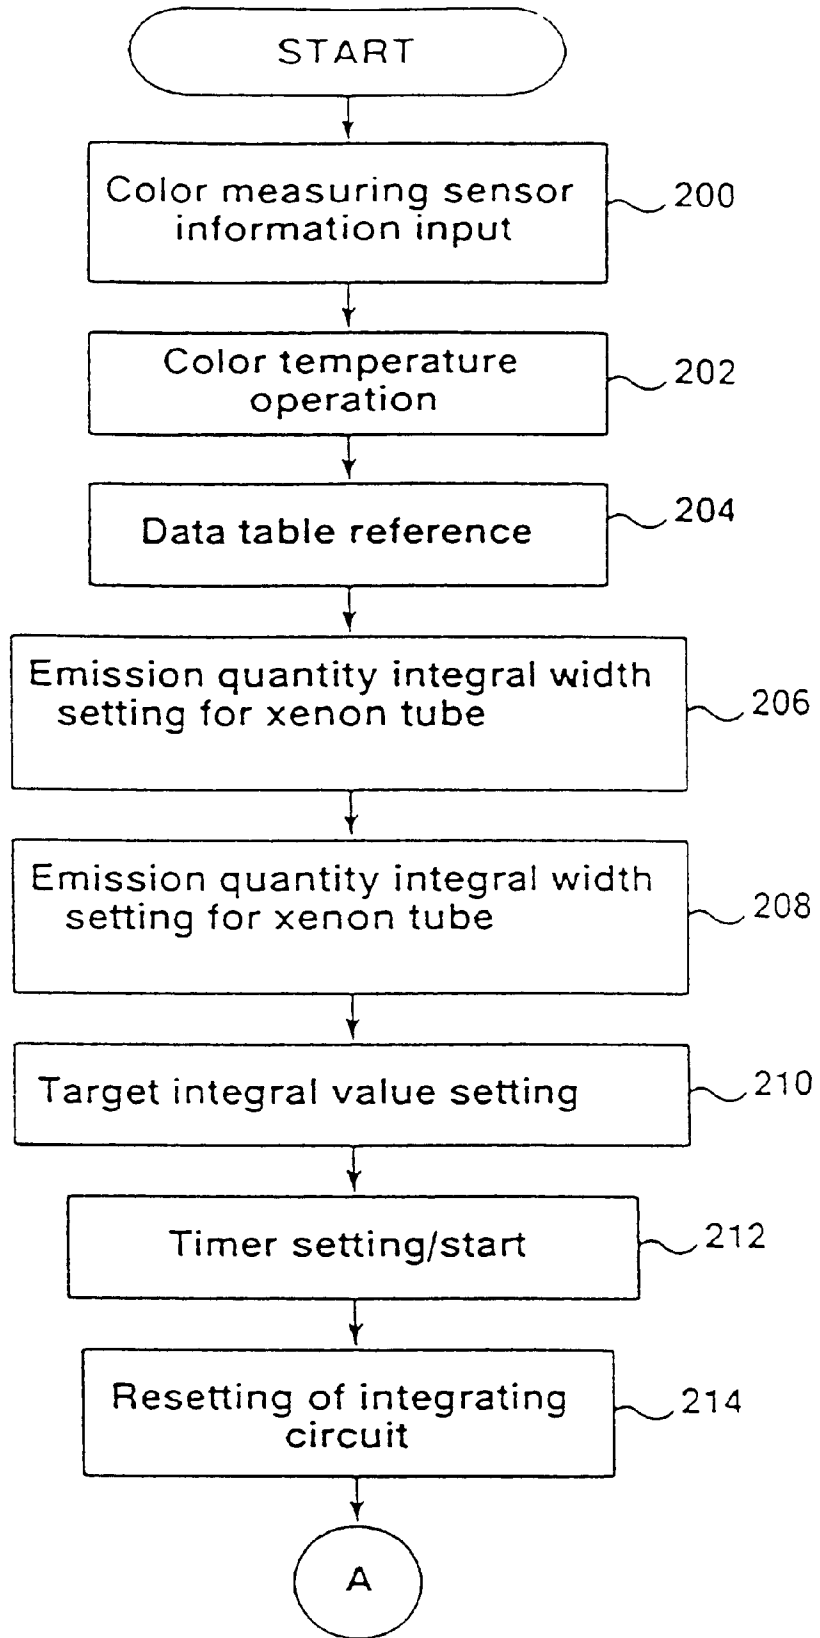 START
Color measuring sensor
information input
200
Color temperature
operation
202
Data table reference
204
Emission quantity integral width
setting for xenon tube
206
Emission quantity integral width
setting for xenon tube
208
Target integral value setting
210
Timer setting/start
212
Resetting of integrating
circuit
214
A